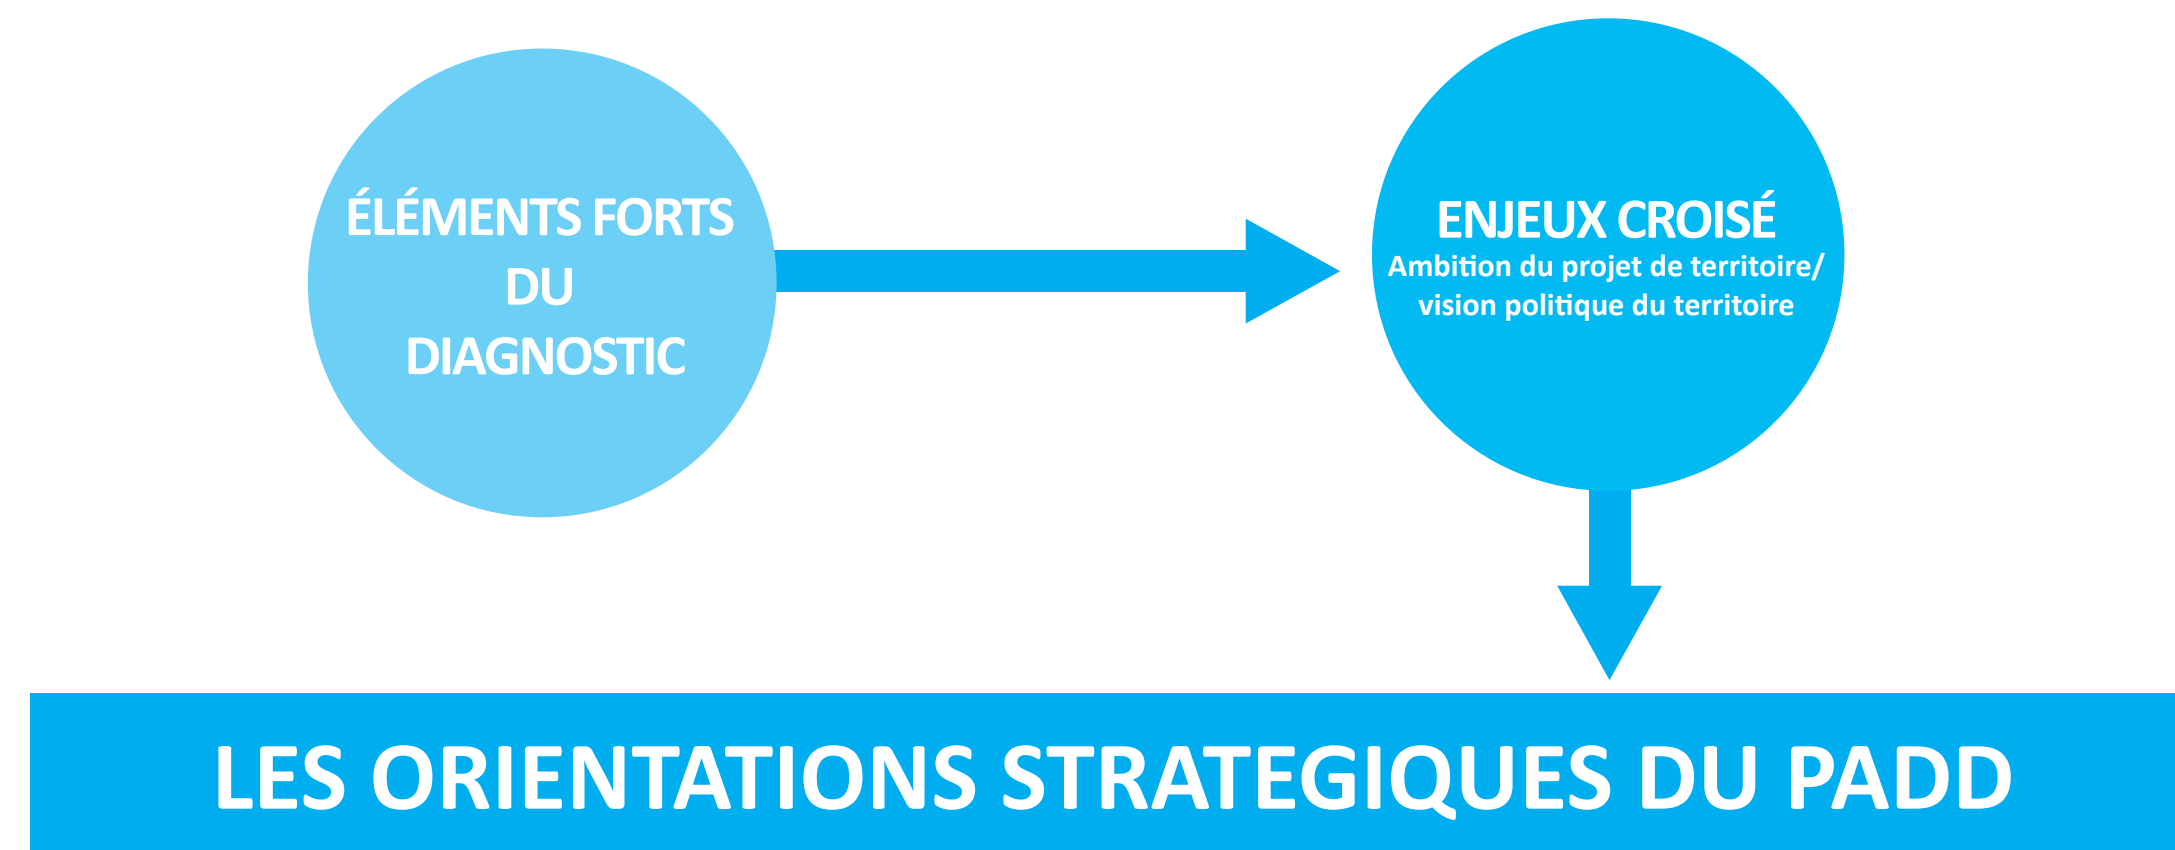 ÉLÉMENTS FORTS
DU
DIAGNOSTIC
ENJEUX CROISÉ
Ambition du projet de territoire/
vision politique du territoire
LES ORIENTATIONS STRATEGIQUES DU PADD